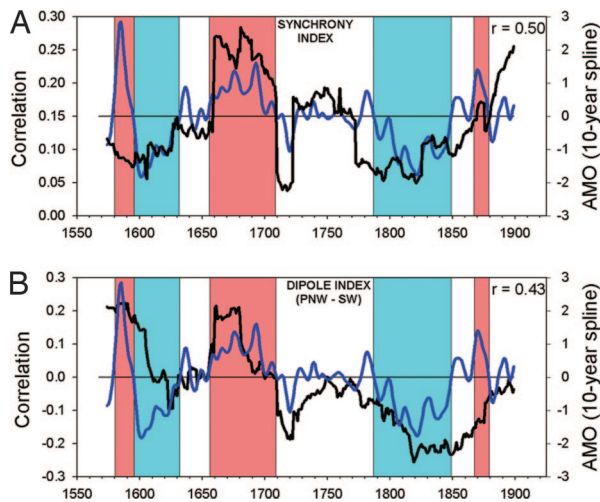 A
SYNCHRONY
INDEX
r = 0.50
0.30
0.25
0.20
0.15
0.10
0.05
0.00
Correlation
3
2
1
0
-1
-2
-3
AMO (10-year spline)
1550 1600 1650 1700 1750 1800 1850 1900
B
DIPOLE INDEX
(PNW - SW)
r = 0.43
0.3
0.2
0.1
0.0
-0.1
-0.2
-0.3
Correlation
3
2
1
0
-1
-2
-3
AMO (10-year spline)
1550 1600 1650 1700 1750 1800 1850 1900